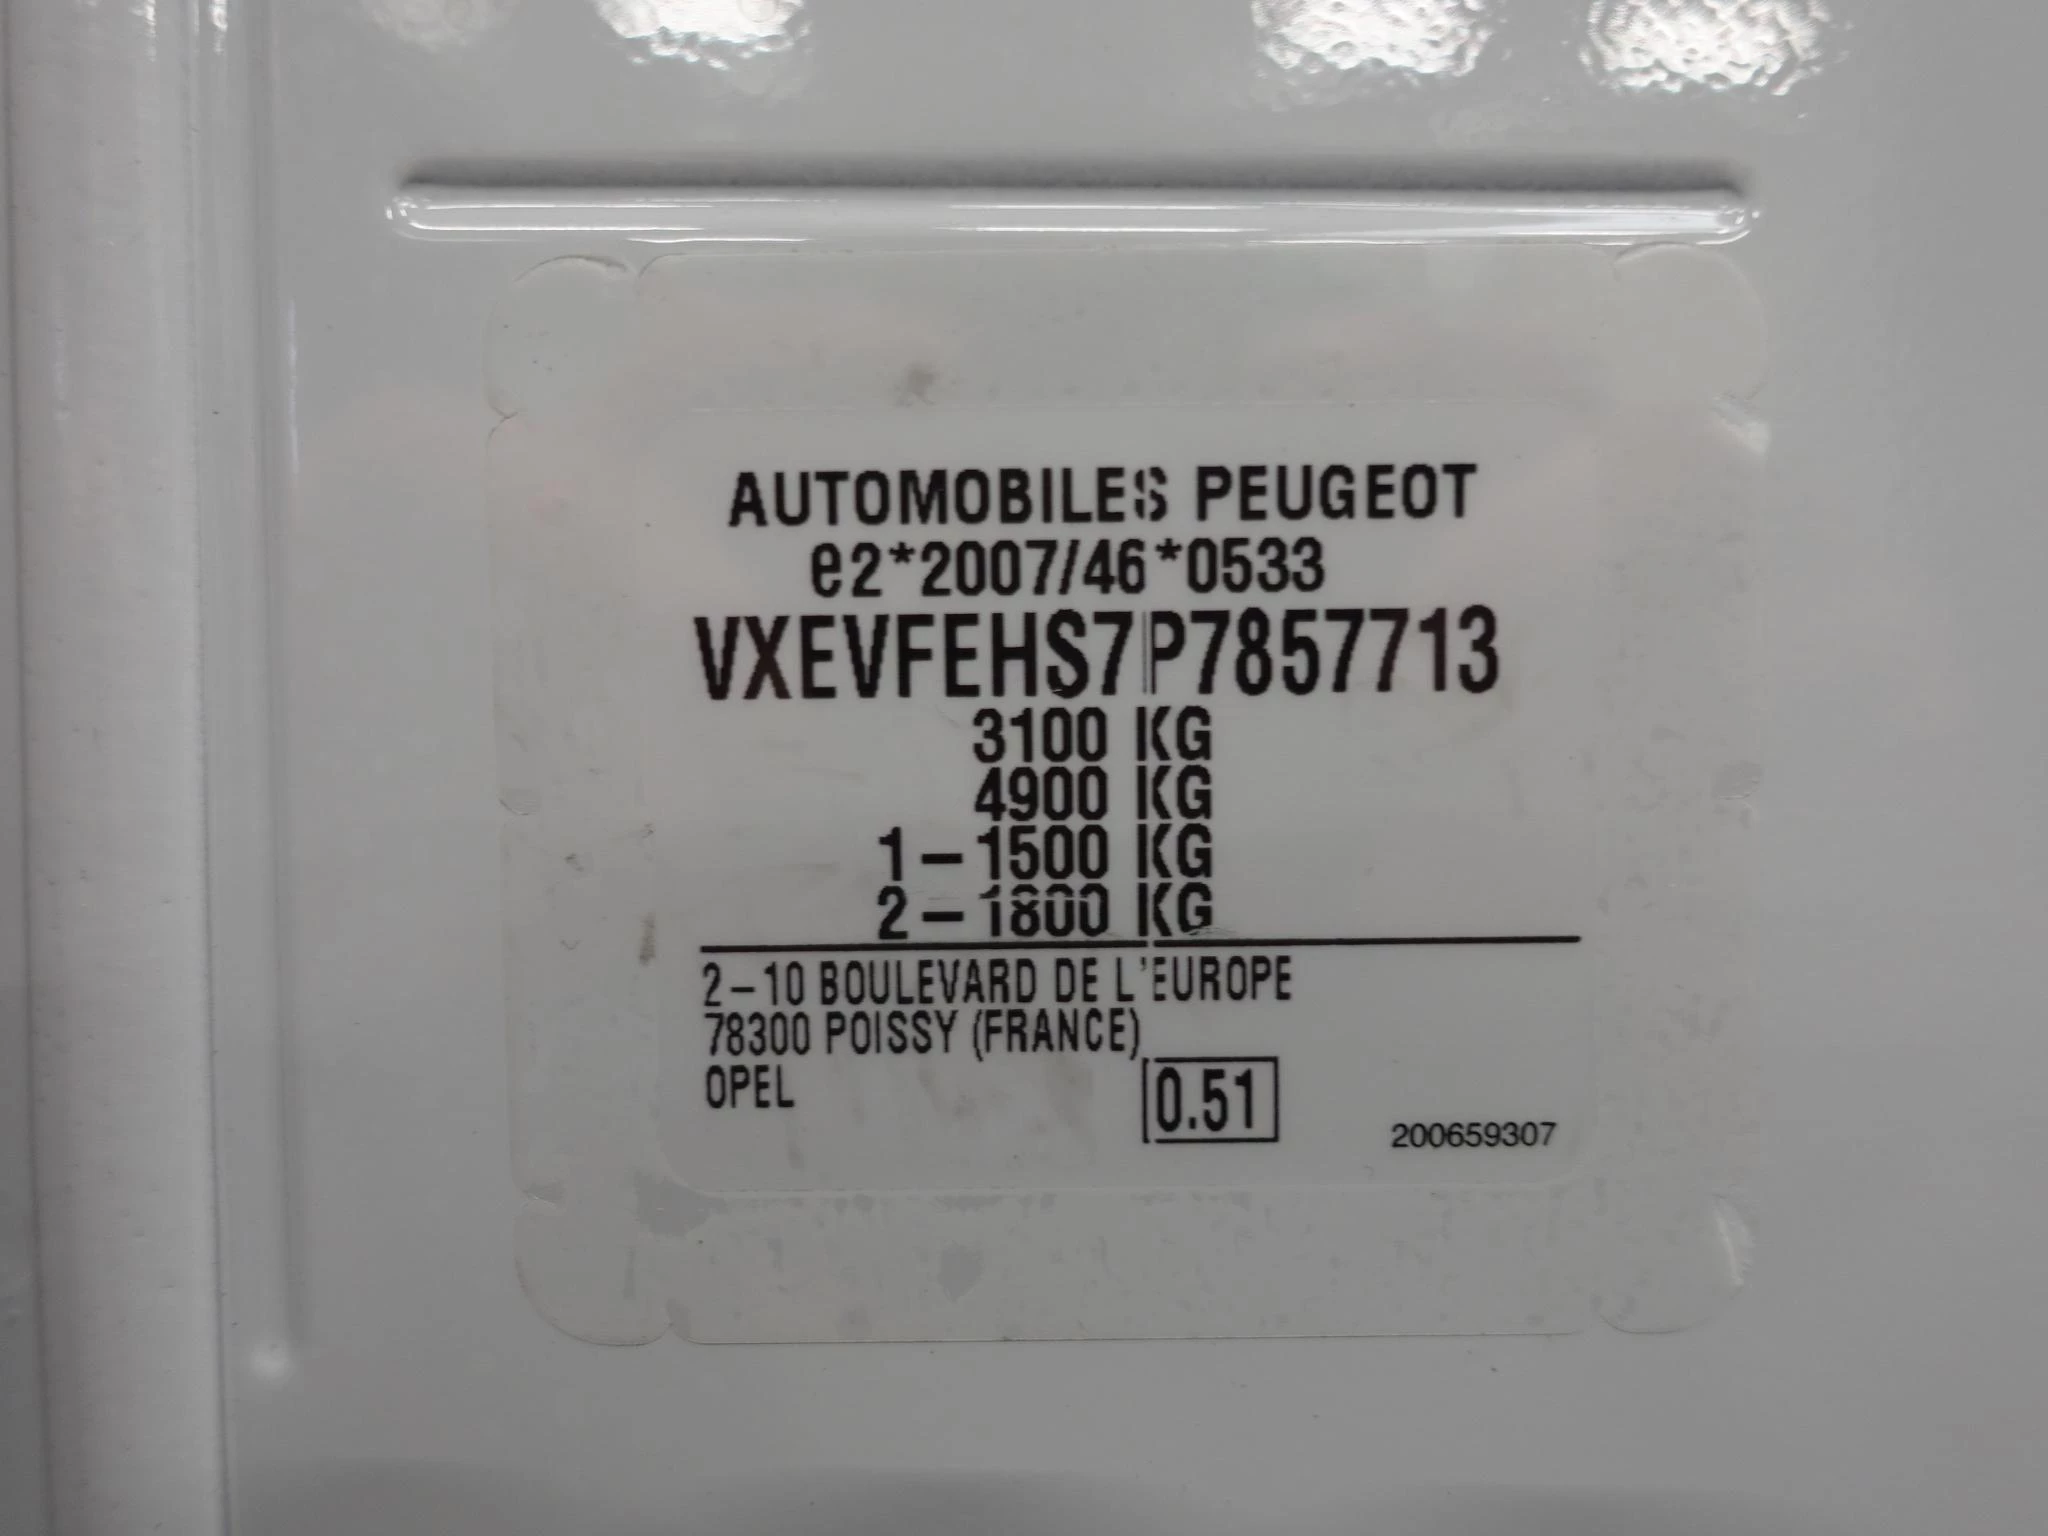 AUTOMOBILES PEUGEOT
e2*2007/46*0533
VXEVFEHS7P7857713
3100 KG
4900 KG
1-1500 KG
2-1800 KG
2-10 BOULEVARD DE L'EUROPE
78300 POISSY (FRANCE)
OPEL
0.51
200659307